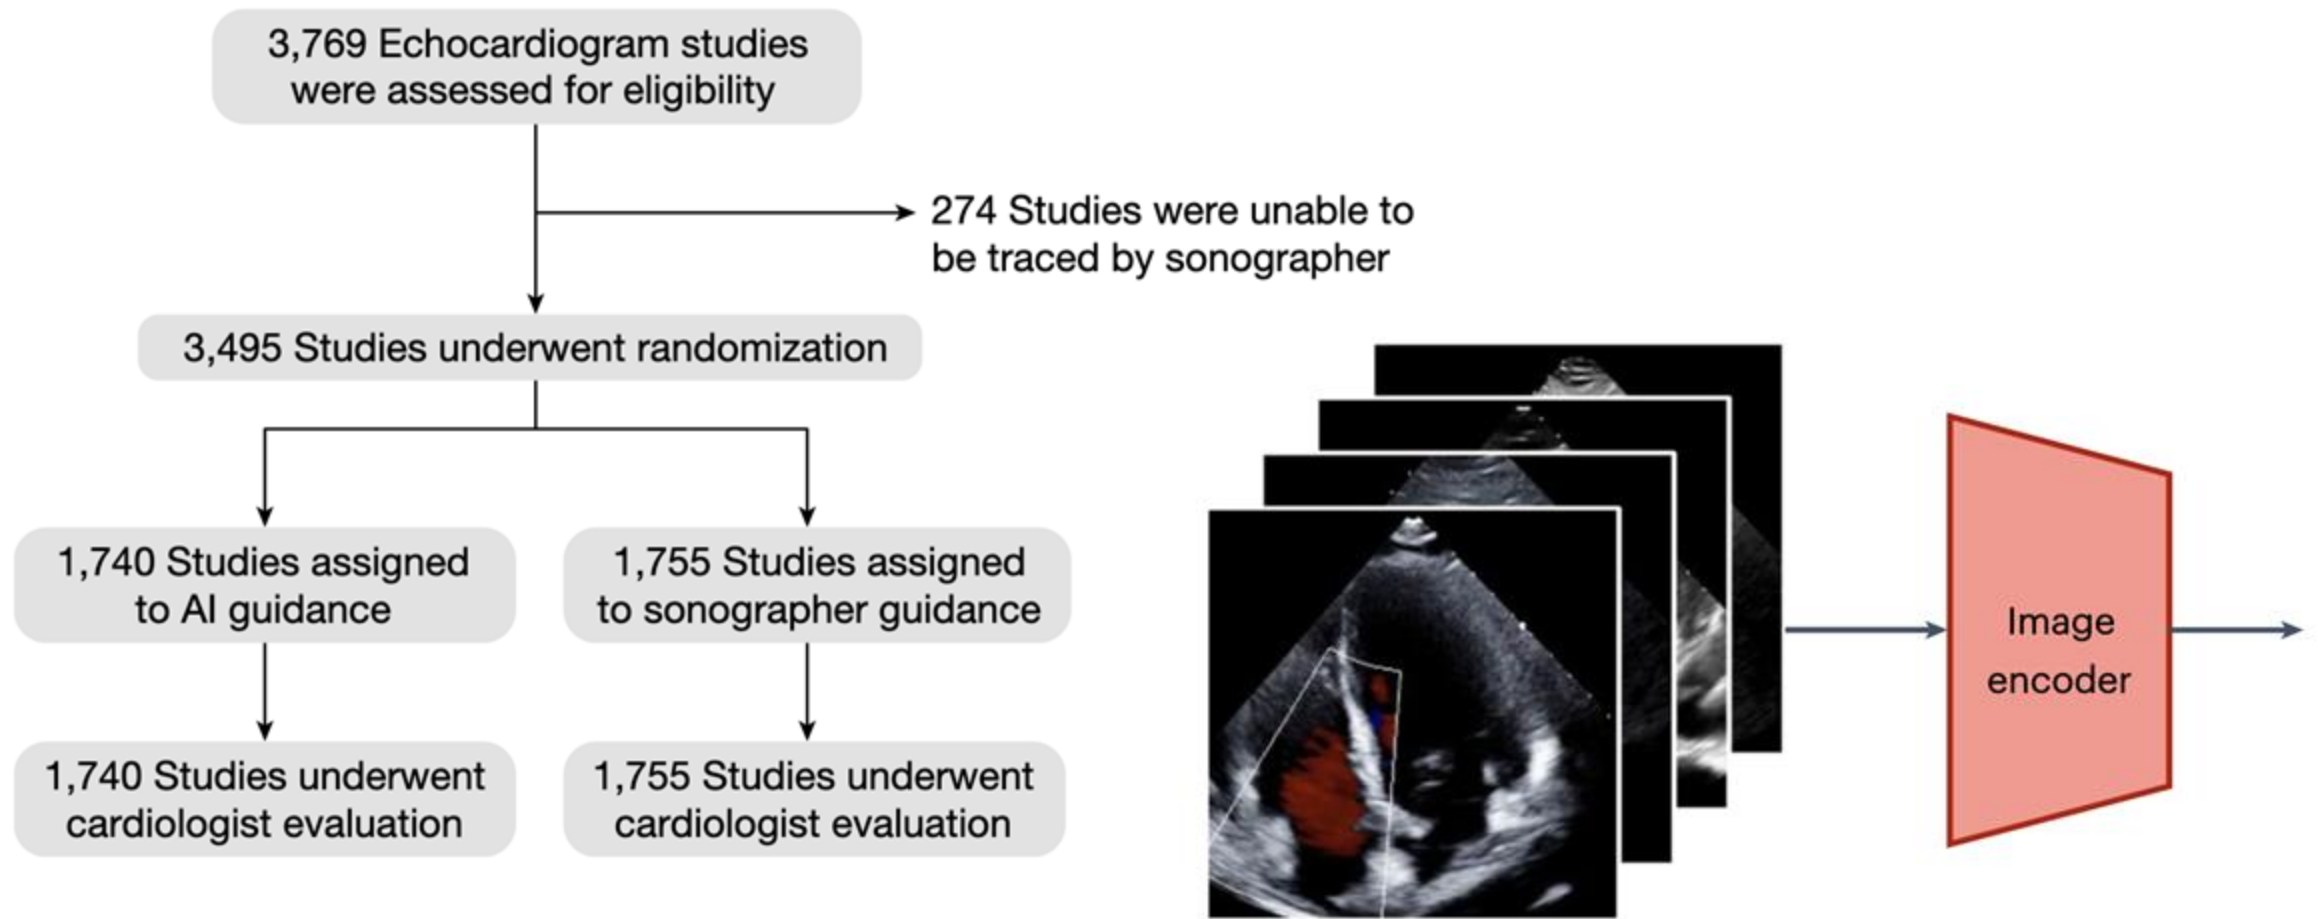 3,769 Echocardiogram studies
were assessed for eligibility
274 Studies were unable to
be traced by sonographer
3,495 Studies underwent randomization
1,740 Studies assigned
to AI guidance
1,755 Studies assigned
to sonographer guidance
1,740 Studies underwent
cardiologist evaluation
1,755 Studies underwent
cardiologist evaluation
Image
encoder